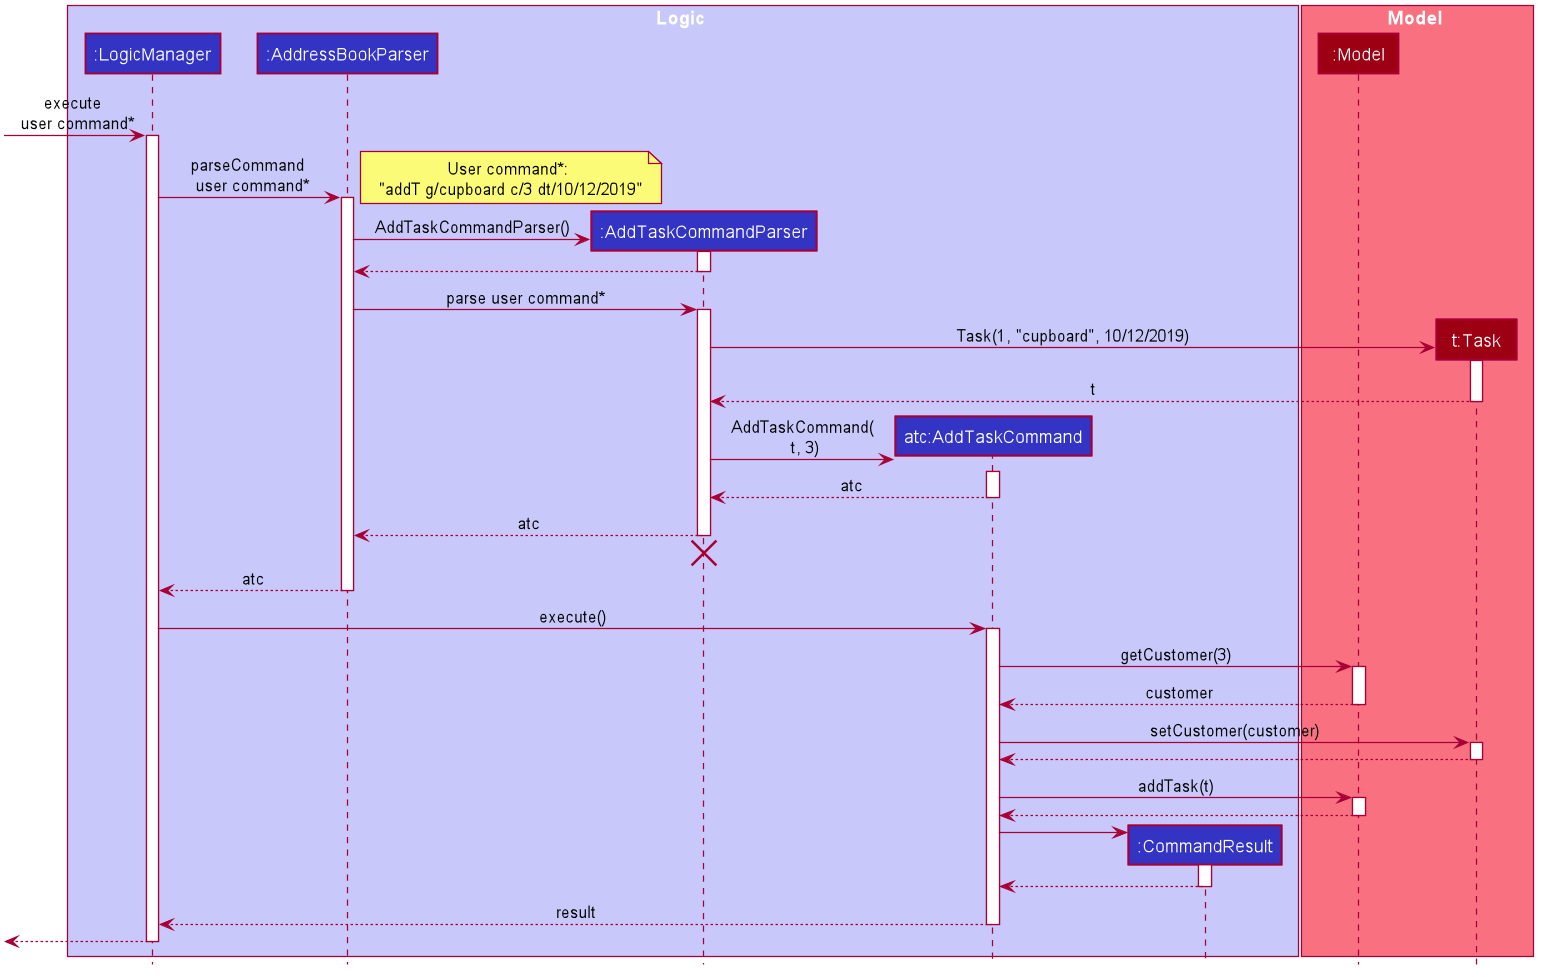 Logic
Model
:LogicManager
:AddressBookParser
:Model
execute
user command*
parseCommand
user command*
User command*:
"addT g/cupboard c/3 dt/10/12/2019"
AddTaskCommandParser()
:AddTaskCommandParser
parse user command*
Task(1, "cupboard", 10/12/2019)
t:Task
t
AddTaskCommand(
t, 3)
atc:AddTaskCommand
atc
atc
atc
execute()
getCustomer(3)
customer
setCustomer(customer)
addTask(t)
:CommandResult
result